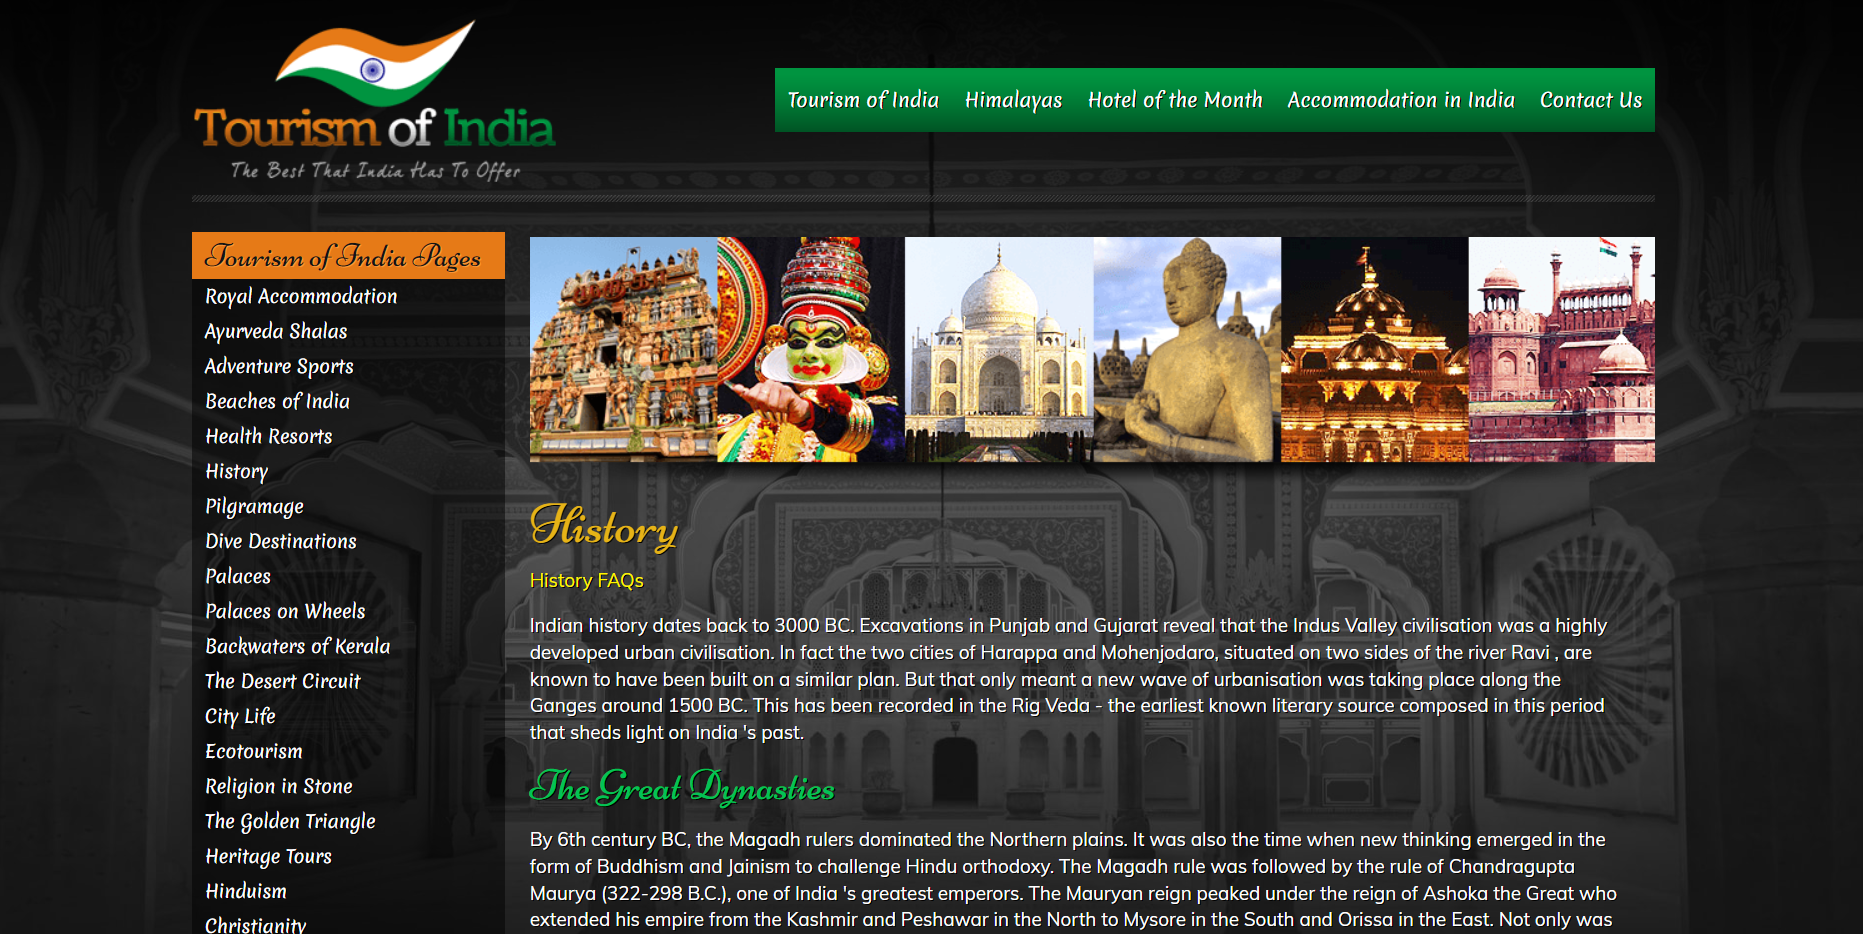 Tourism of India
The Best That India Has To Offer
Tourism of India Himalayas Hotel of the Month Accommodation in India Contact Us
Tourism of India Pages
Royal Accommodation
Ayurveda Shalas
Adventure Sports
Beaches of India
Health Resorts
History
Pilgramage
Dive Destinations
Palaces
Palaces on Wheels
Backwaters of Kerala
The Desert Circuit
City Life
Ecotourism
Religion in Stone
The Golden Triangle
Heritage Tours
Hinduism
Christianity
History
History FAQs
Indian history dates back to 3000 BC. Excavations in Punjab and Gujarat reveal that the Indus Valley civilisation was a highly
developed urban civilisation. In fact the two cities of Harappa and Mohenjodaro, situated on two sides of the river Ravi , are
known to have been built on a similar plan. But that only meant a new wave of urbanisation was taking place along the
Ganges around 1500 BC. This has been recorded in the Rig Veda - the earliest known literary source composed in this period
that sheds light on India 's past.
The Great Dynasties
By 6th century BC, the Magadh rulers dominated the Northern plains. It was also the time when new thinking emerged in the
form of Buddhism and Jainism to challenge Hindu orthodoxy. The Magadh rule was followed by the rule of Chandragupta
Maurya (322-298 B.C.), one of India 's greatest emperors. The Mauryan reign peaked under the reign of Ashoka the Great who
extended his empire from the Kashmir and Peshawar in the North to Mysore in the South and Orissa in the East. Not only was